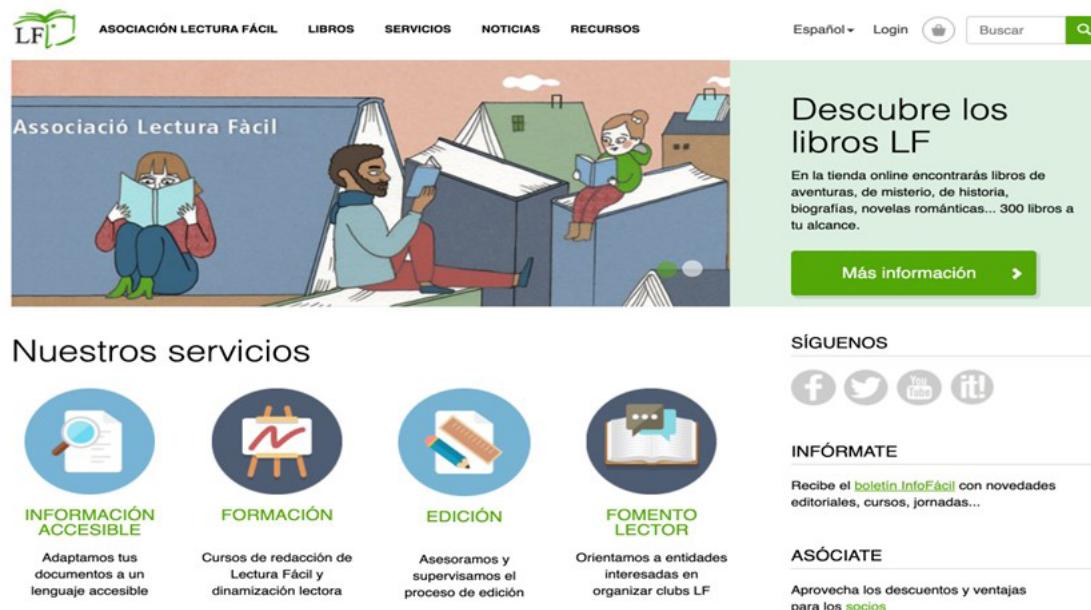 LF
ASOCIACIÓN LECTURA FÁCIL
LIBROS
SERVICIOS
NOTICIAS
RECURSOS
Español
Login
Buscar
Associació Lectura Fàcil
Descubre los
libros LF
En la tienda online encontrarás libros de
aventuras, de misterio, de historia,
biografías, novelas románticas... 300 libros a
tu alcance.
Más información
Nuestros servicios
INFORMACIÓN
ACCESIBLE
Adaptamos tus
documentos a un
lenguaje accesible
FORMACIÓN
Cursos de redacción de
Lectura Fácil y
dinamización lectora
EDICIÓN
Asesoramos y
supervisamos el
proceso de edición
FOMENTO
LECTOR
Orientamos a entidades
interesadas en
organizar clubs LF
SÍGUENOS
f
You
Tube
it!
INFÓRMATE
Recibe el boletín InfoFácil con novedades
editoriales, cursos, jornadas...
ASÓCIATE
Aprovecha los descuentos y ventajas
para los socios